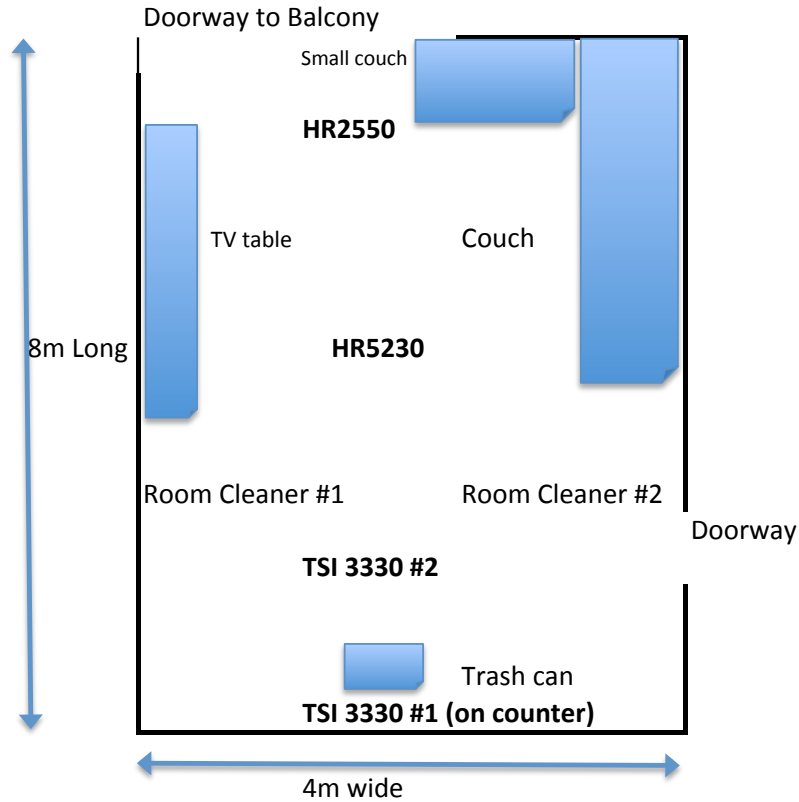 Doorway to Balcony
Small couch
HR2550
TV table
Couch
8m Long
HR5230
Room Cleaner #1
Room Cleaner #2
Doorway
TSI 3330 #2
Trash can
TSI 3330 #1 (on counter)
4m wide